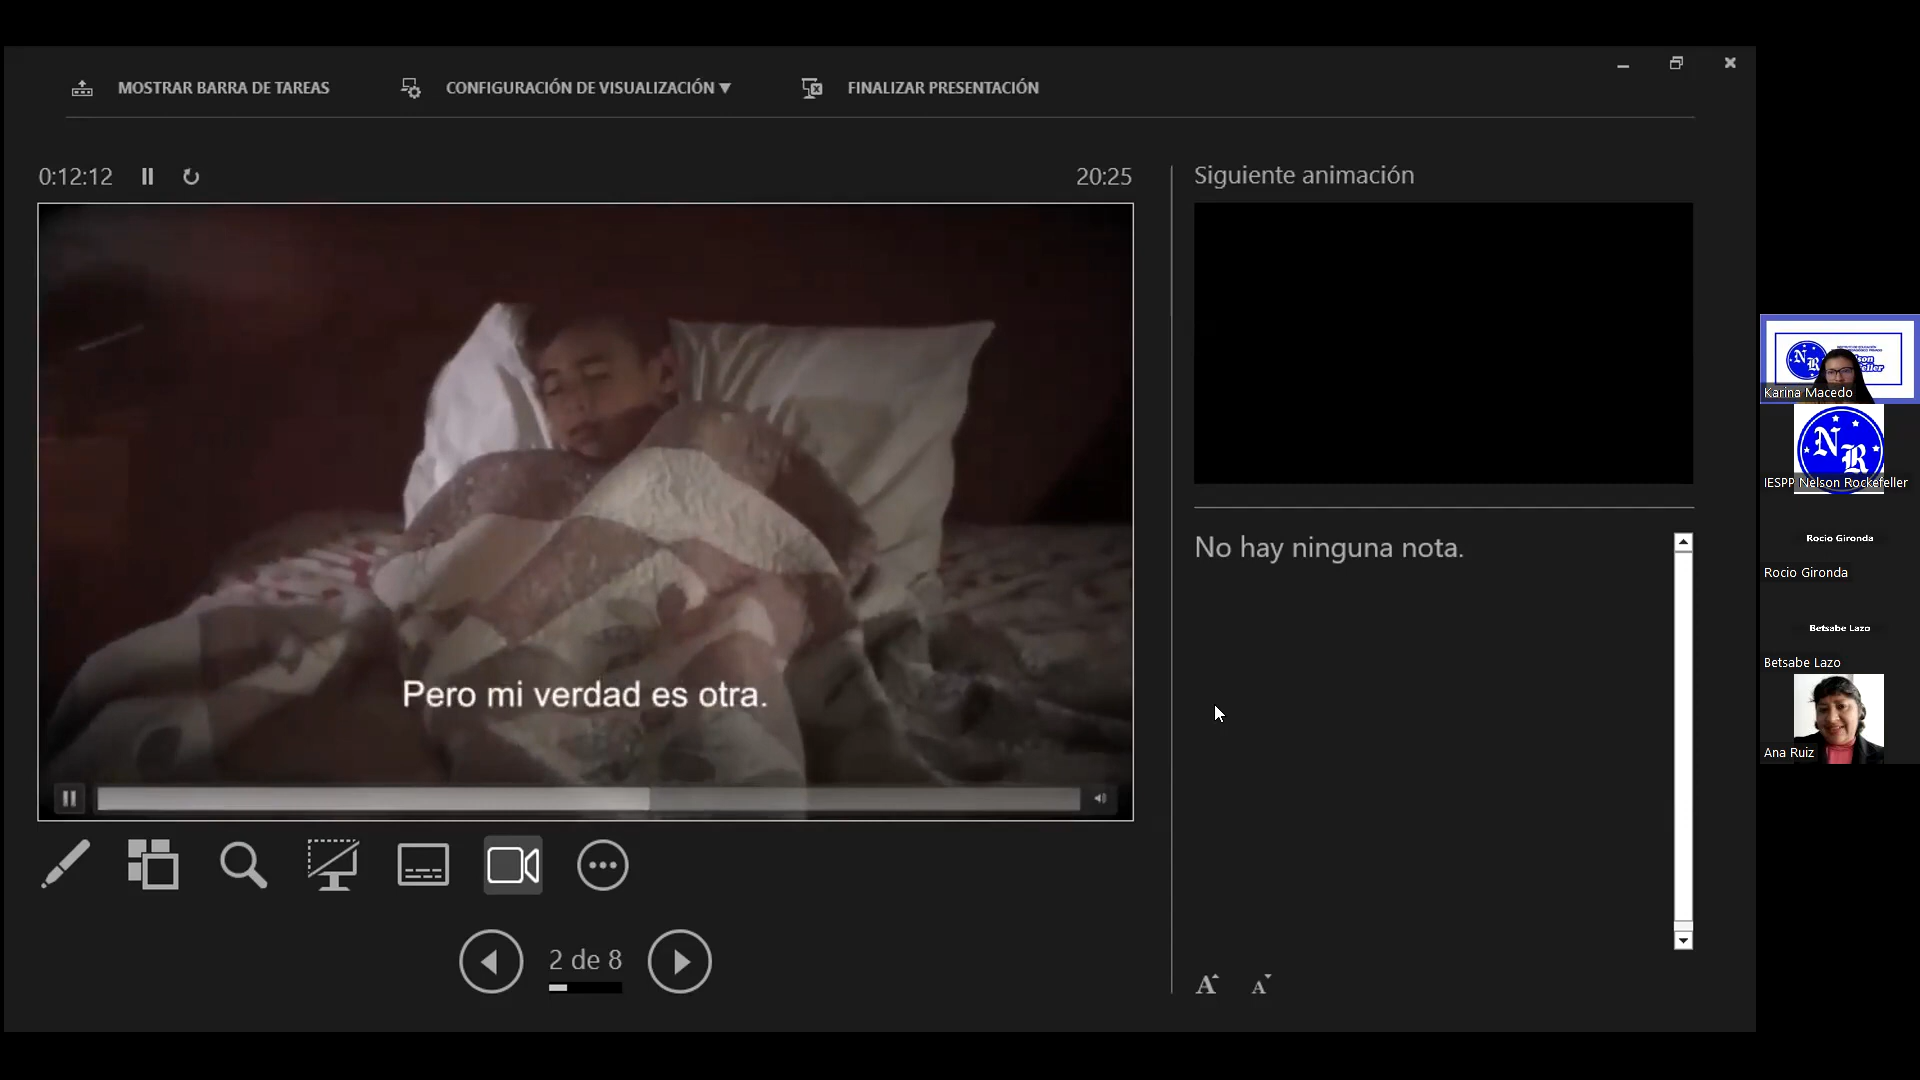 MOSTRAR BARRA DE TAREAS
CONFIGURACIÓN DE VISUALIZACIÓN
FINALIZAR PRESENTACIÓN
0:12:12
20:25
Siguiente animación
Pero mi verdad es otra.
No hay ninguna nota.
2 de 8
A A
NR
Karina Macedo
NR
IESPP Nelson Rockefeller
Rocio Gironda
Rocio Gironda
Betsabe Lazo
Betsabe Lazo
Ana Ruiz